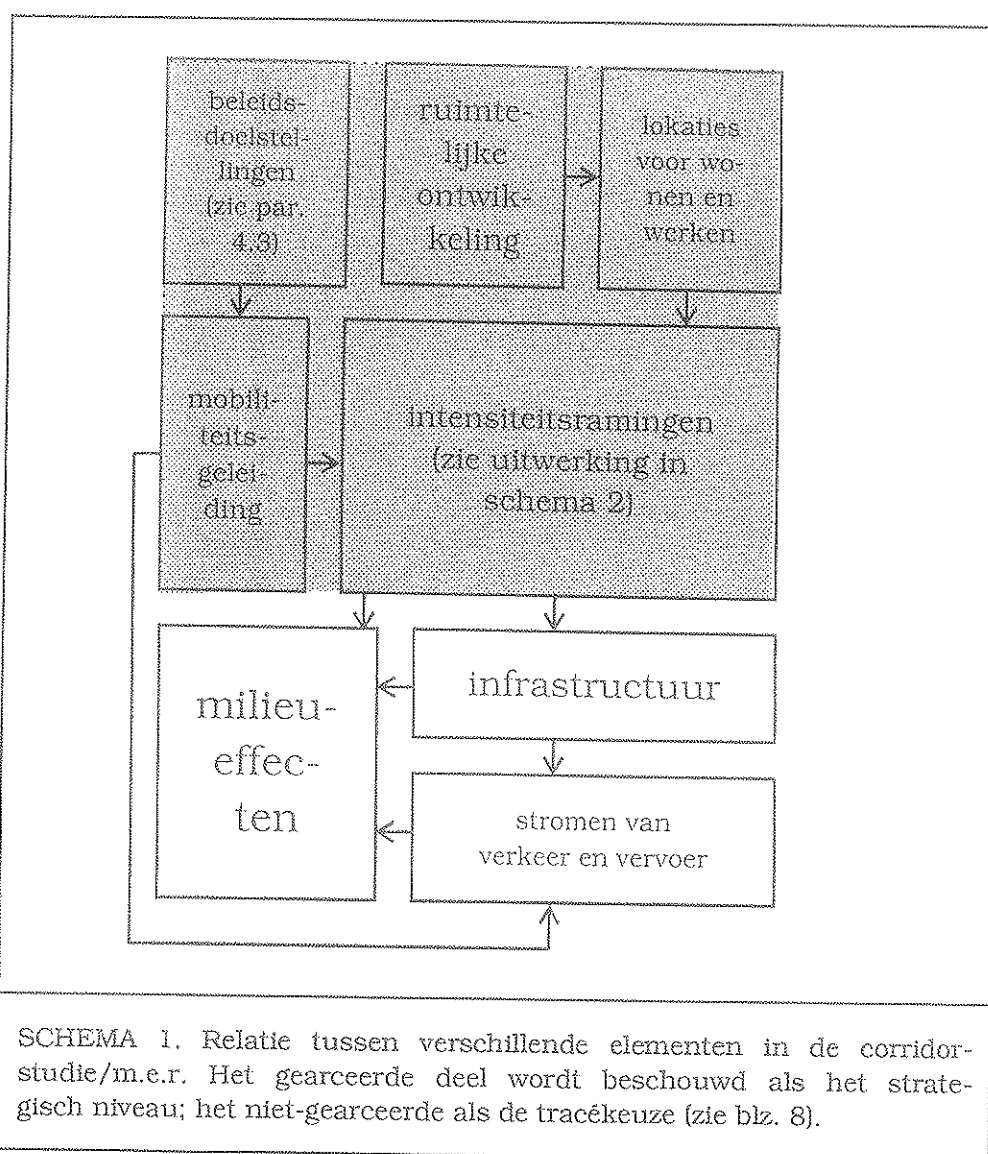 beleids-
doelstel-
lingen
(zie par.
4.3)
ruimte-
lijke
ontwik-
keling
lokaties
voor wo-
nen en
werken
mobili-
teits-
gelei-
ding
intensiteitsramingen
(zie uitwerking in
schema 2)
milieu-
effec-
ten
infrastructuur
stromen van
verkeer en vervoer
SCHEMA 1. Relatie tussen verschillende elementen in de corridor-
studie/m.e.r. Het gearceerde deel wordt beschouwd als het strate-
gisch niveau; het niet-gearceerde als de tracékeuze (zie blz. 8).